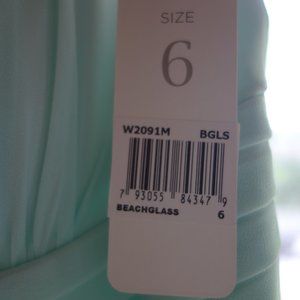 SIZE
6
W2091M BGLS
7 93055 84347 9
BEACHGLASS 6